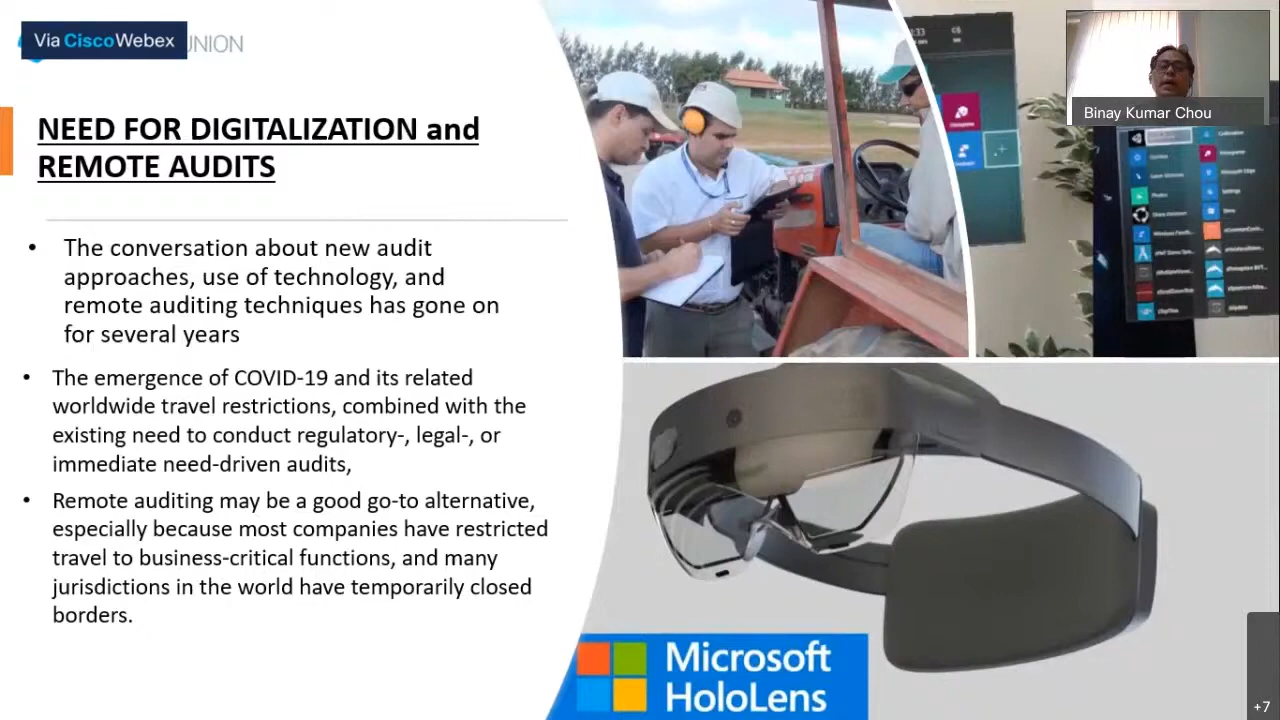 Via CiscoWebex
UNION
Binay Kumar Chou
NEED FOR DIGITALIZATION and
REMOTE AUDITS
• The conversation about new audit
approaches, use of technology, and
remote auditing techniques has gone on
for several years
• The emergence of COVID-19 and its related
worldwide travel restrictions, combined with the
existing need to conduct regulatory-, legal-, or
immediate need-driven audits,
• Remote auditing may be a good go-to alternative,
especially because most companies have restricted
travel to business-critical functions, and many
jurisdictions in the world have temporarily closed
borders.
Photos
Microsoft Edge
Settings
Microsoft
HoloLens
+7